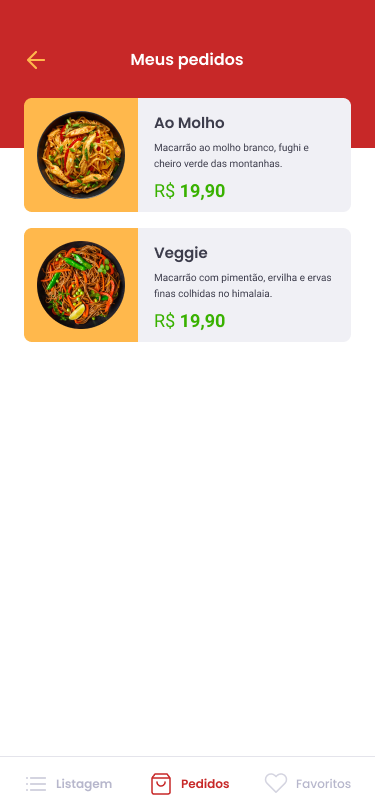 Meus pedidos
Ao Molho
Macarrão ao molho branco, fughi e
cheiro verde das montanhas.
R$ 19,90
Veggie
Macarrão com pimentão, ervilha e ervas
finas colhidas no himalaia.
R$ 19,90
Listagem
Pedidos
Favoritos